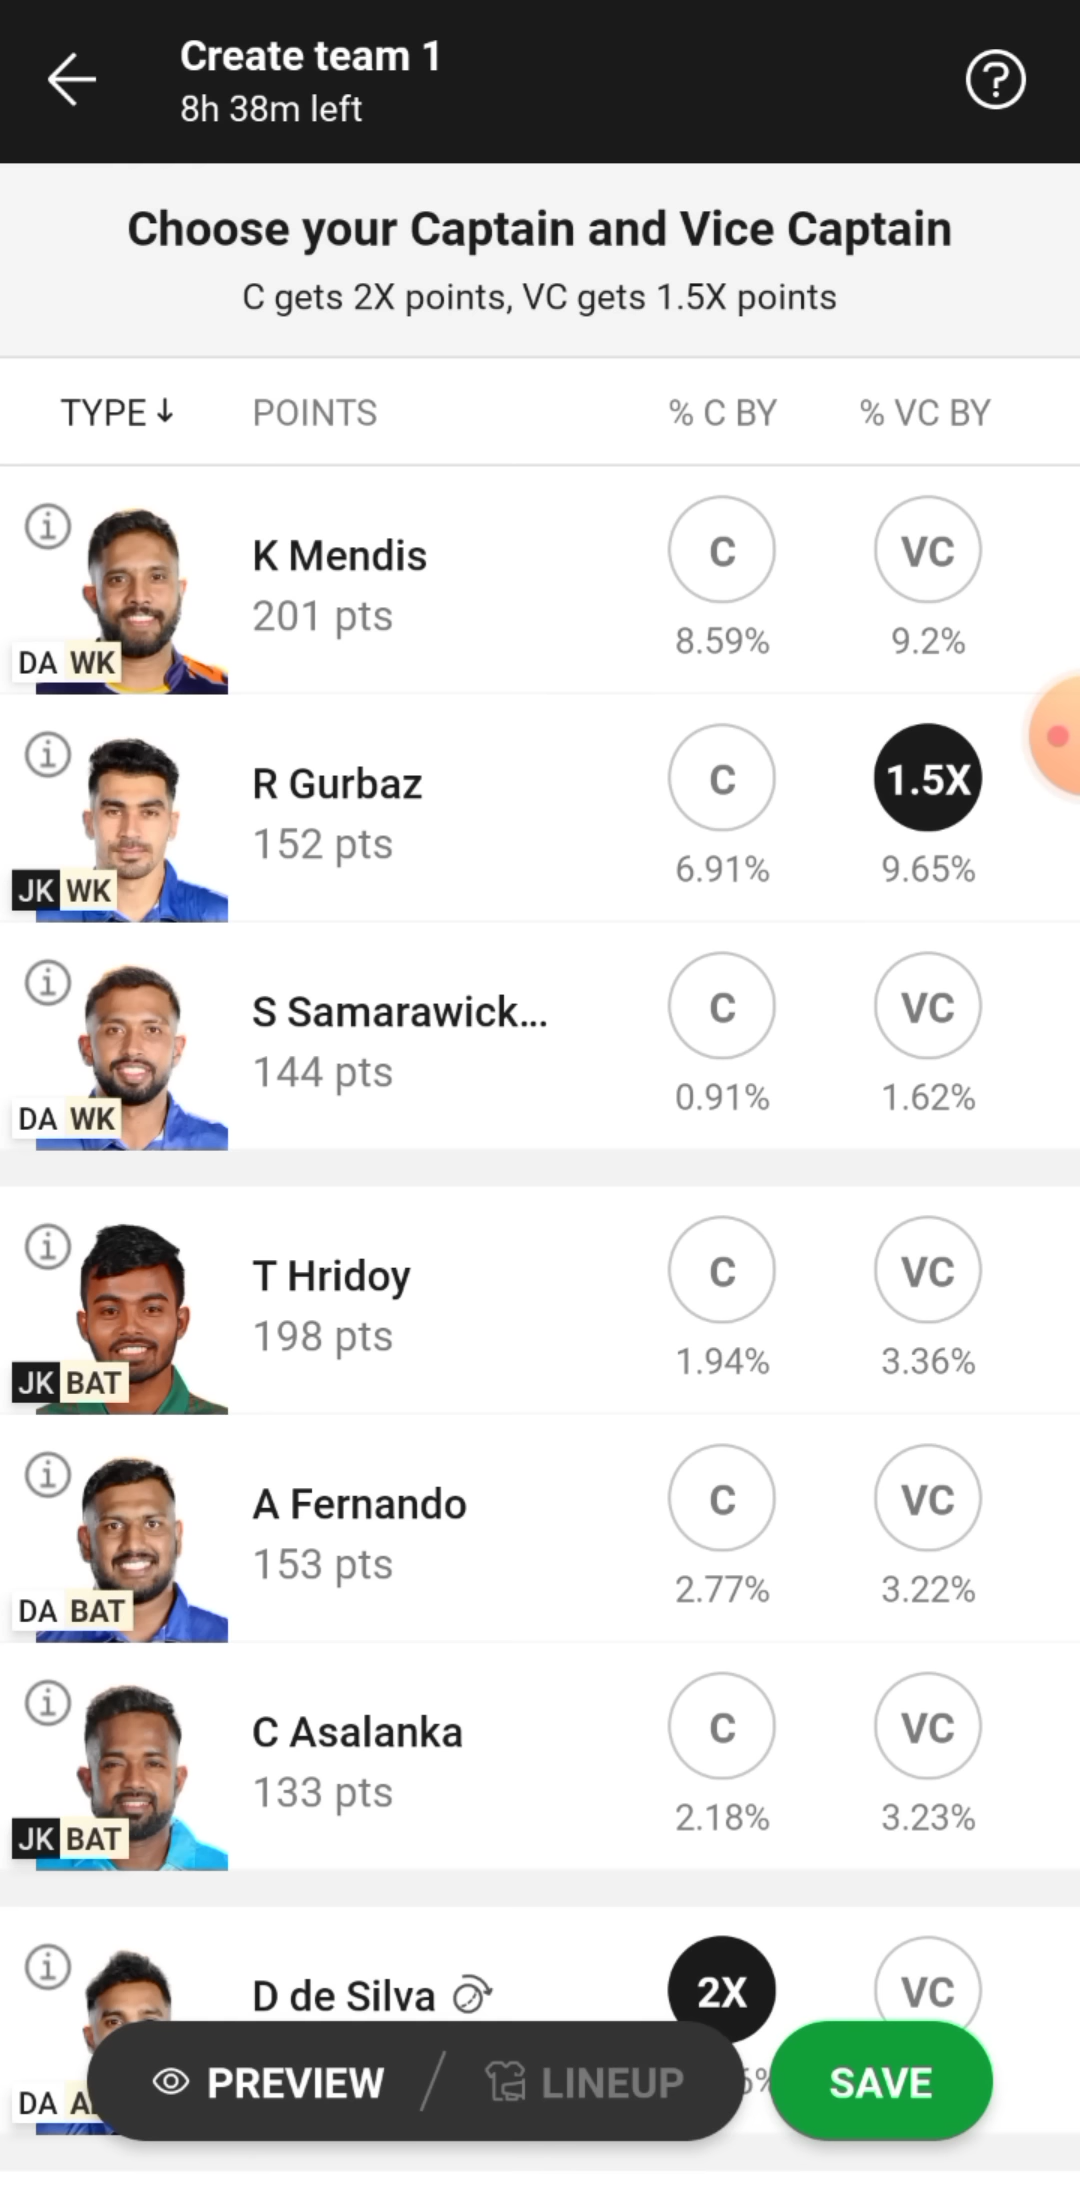 Create team 1
8h 38m left
Choose your Captain and Vice Captain
C gets 2X points, VC gets 1.5X points
TYPE ↓ POINTS % C BY % VC BY
K Mendis
201 pts
C VC
8.59% 9.2%
DA WK
R Gurbaz
152 pts
C 1.5X
6.91% 9.65%
JK WK
S Samarawick...
144 pts
C VC
0.91% 1.62%
DA WK
T Hridoy
198 pts
C VC
1.94% 3.36%
JK BAT
A Fernando
153 pts
C VC
2.77% 3.22%
DA BAT
C Asalanka
133 pts
C VC
2.18% 3.23%
JK BAT
D de Silva
2X VC
DA
PREVIEW / LINEUP
SAVE